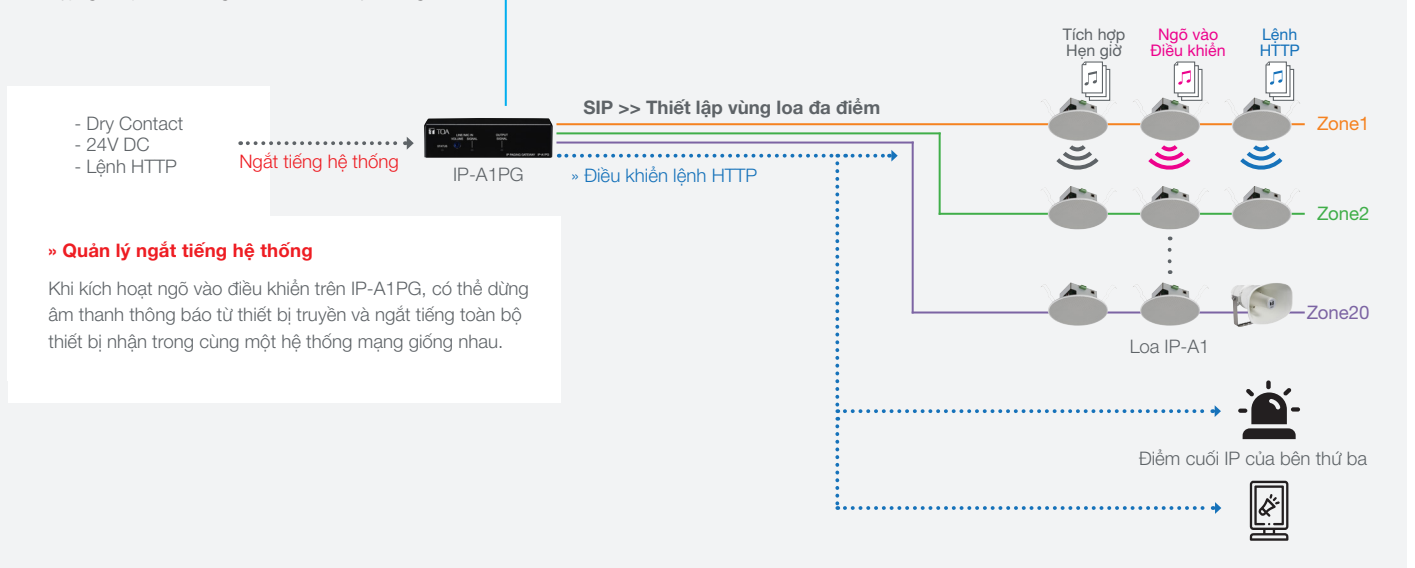 Tích hợp
Hẹn giờ
Ngõ vào
Điều khiển
Lệnh
HTTP
SIP >> Thiết lập vùng loa đa điểm
- Dry Contact
- 24V DC
- Lệnh HTTP
Ngắt tiếng hệ thống
TOA
IP-A1PG
» Điều khiển lệnh HTTP
Zone1
Zone2
Zone20
Loa IP-A1
» Quản lý ngắt tiếng hệ thống
Khi kích hoạt ngõ vào điều khiển trên IP-A1PG, có thể dừng
âm thanh thông báo từ thiết bị truyền và ngắt tiếng toàn bộ
thiết bị nhận trong cùng một hệ thống mạng giống nhau.
Điểm cuối IP của bên thứ ba